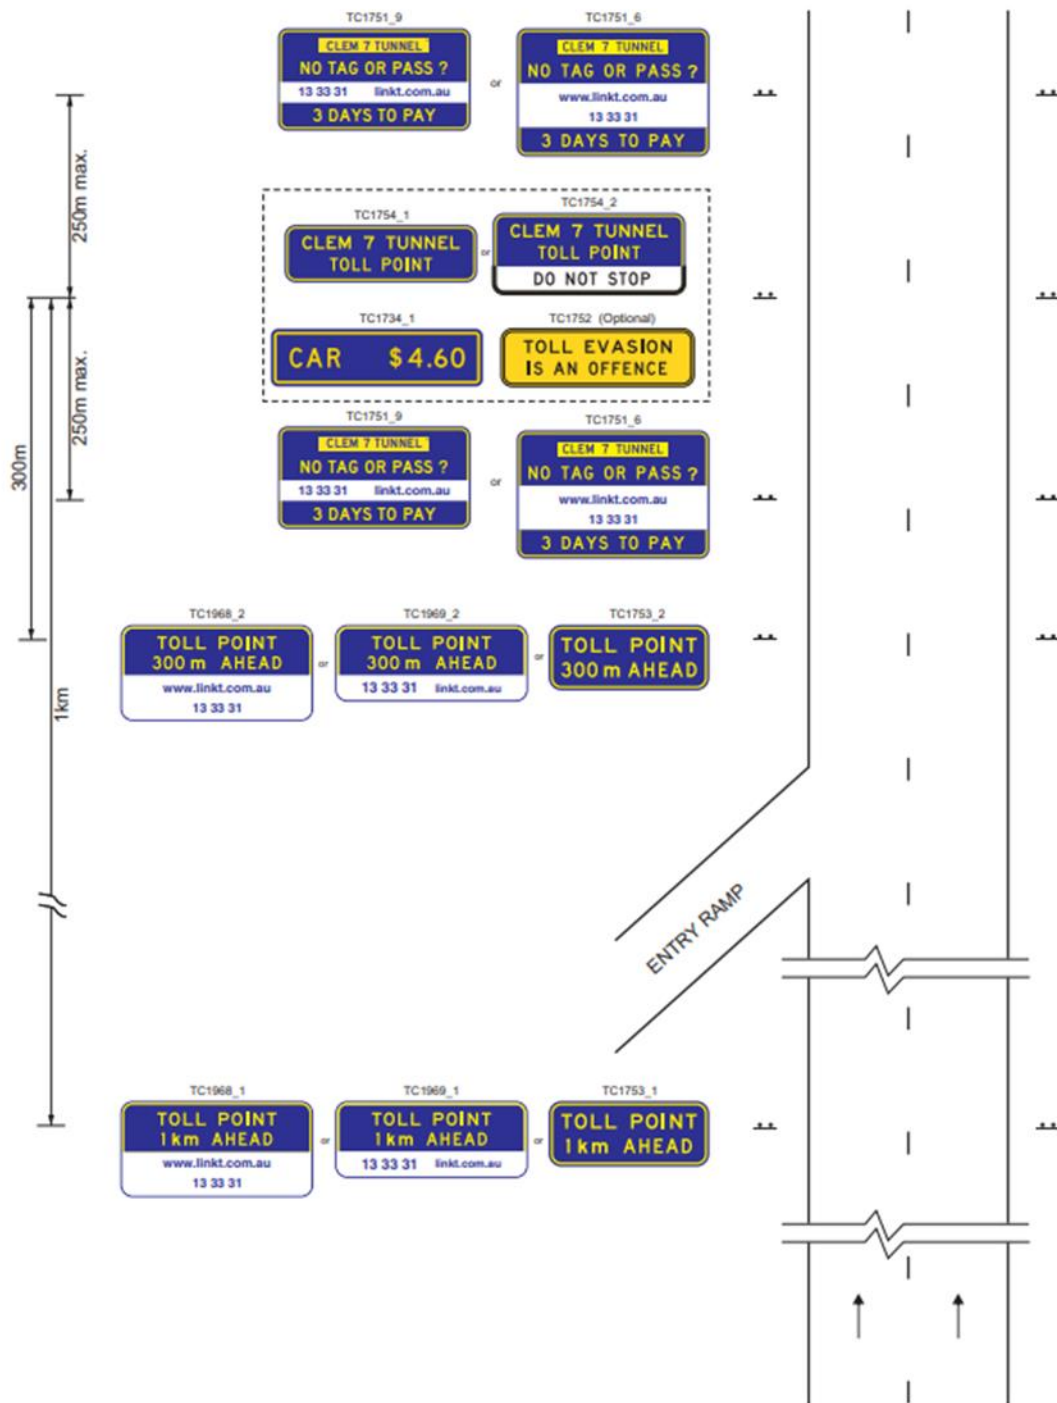 TC1751_9
CLEM 7 TUNNEL
NO TAG OR PASS ?
13 33 31 linkt.com.au
3 DAYS TO PAY
or
TC1751_6
CLEM 7 TUNNEL
NO TAG OR PASS ?
www.linkt.com.au
13 33 31
3 DAYS TO PAY
250m max.
TC1754_1
CLEM 7 TUNNEL
TOLL POINT
or
TC1754_2
CLEM 7 TUNNEL
TOLL POINT
DO NOT STOP
TC1734_1
CAR $4.60
TC1752 (Optional)
TOLL EVASION
IS AN OFFENCE
250m max.
300m
TC1751_9
CLEM 7 TUNNEL
NO TAG OR PASS ?
13 33 31 linkt.com.au
3 DAYS TO PAY
or
TC1751_6
CLEM 7 TUNNEL
NO TAG OR PASS ?
www.linkt.com.au
13 33 31
3 DAYS TO PAY
1km
TC1968_2
TOLL POINT
300 m AHEAD
www.linkt.com.au
13 33 31
or
TC1969_2
TOLL POINT
300 m AHEAD
13 33 31 linkt.com.au
or
TC1753_2
TOLL POINT
300 m AHEAD
ENTRY RAMP
TC1968_1
TOLL POINT
1km AHEAD
www.linkt.com.au
13 33 31
or
TC1969_1
TOLL POINT
1km AHEAD
13 33 31 linkt.com.au
or
TC1753_1
TOLL POINT
1km AHEAD